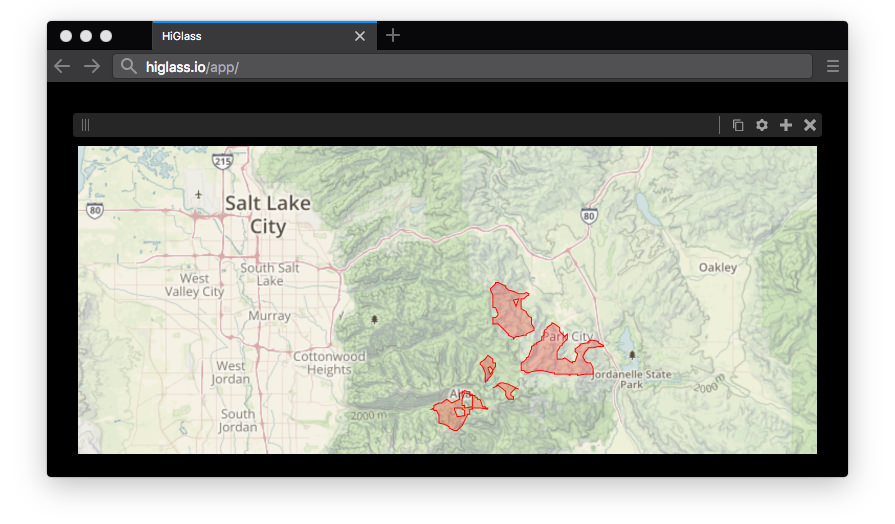 HiGlass
higlass.io/app/
215
80
Salt Lake
City
80
South Salt
Lake
West
Valley City
Oakley
Murray
Park City
Cottonwood
Heights
West
Jordan
Jordanelle State
Park
2000 m
2000 m
South
Jordan